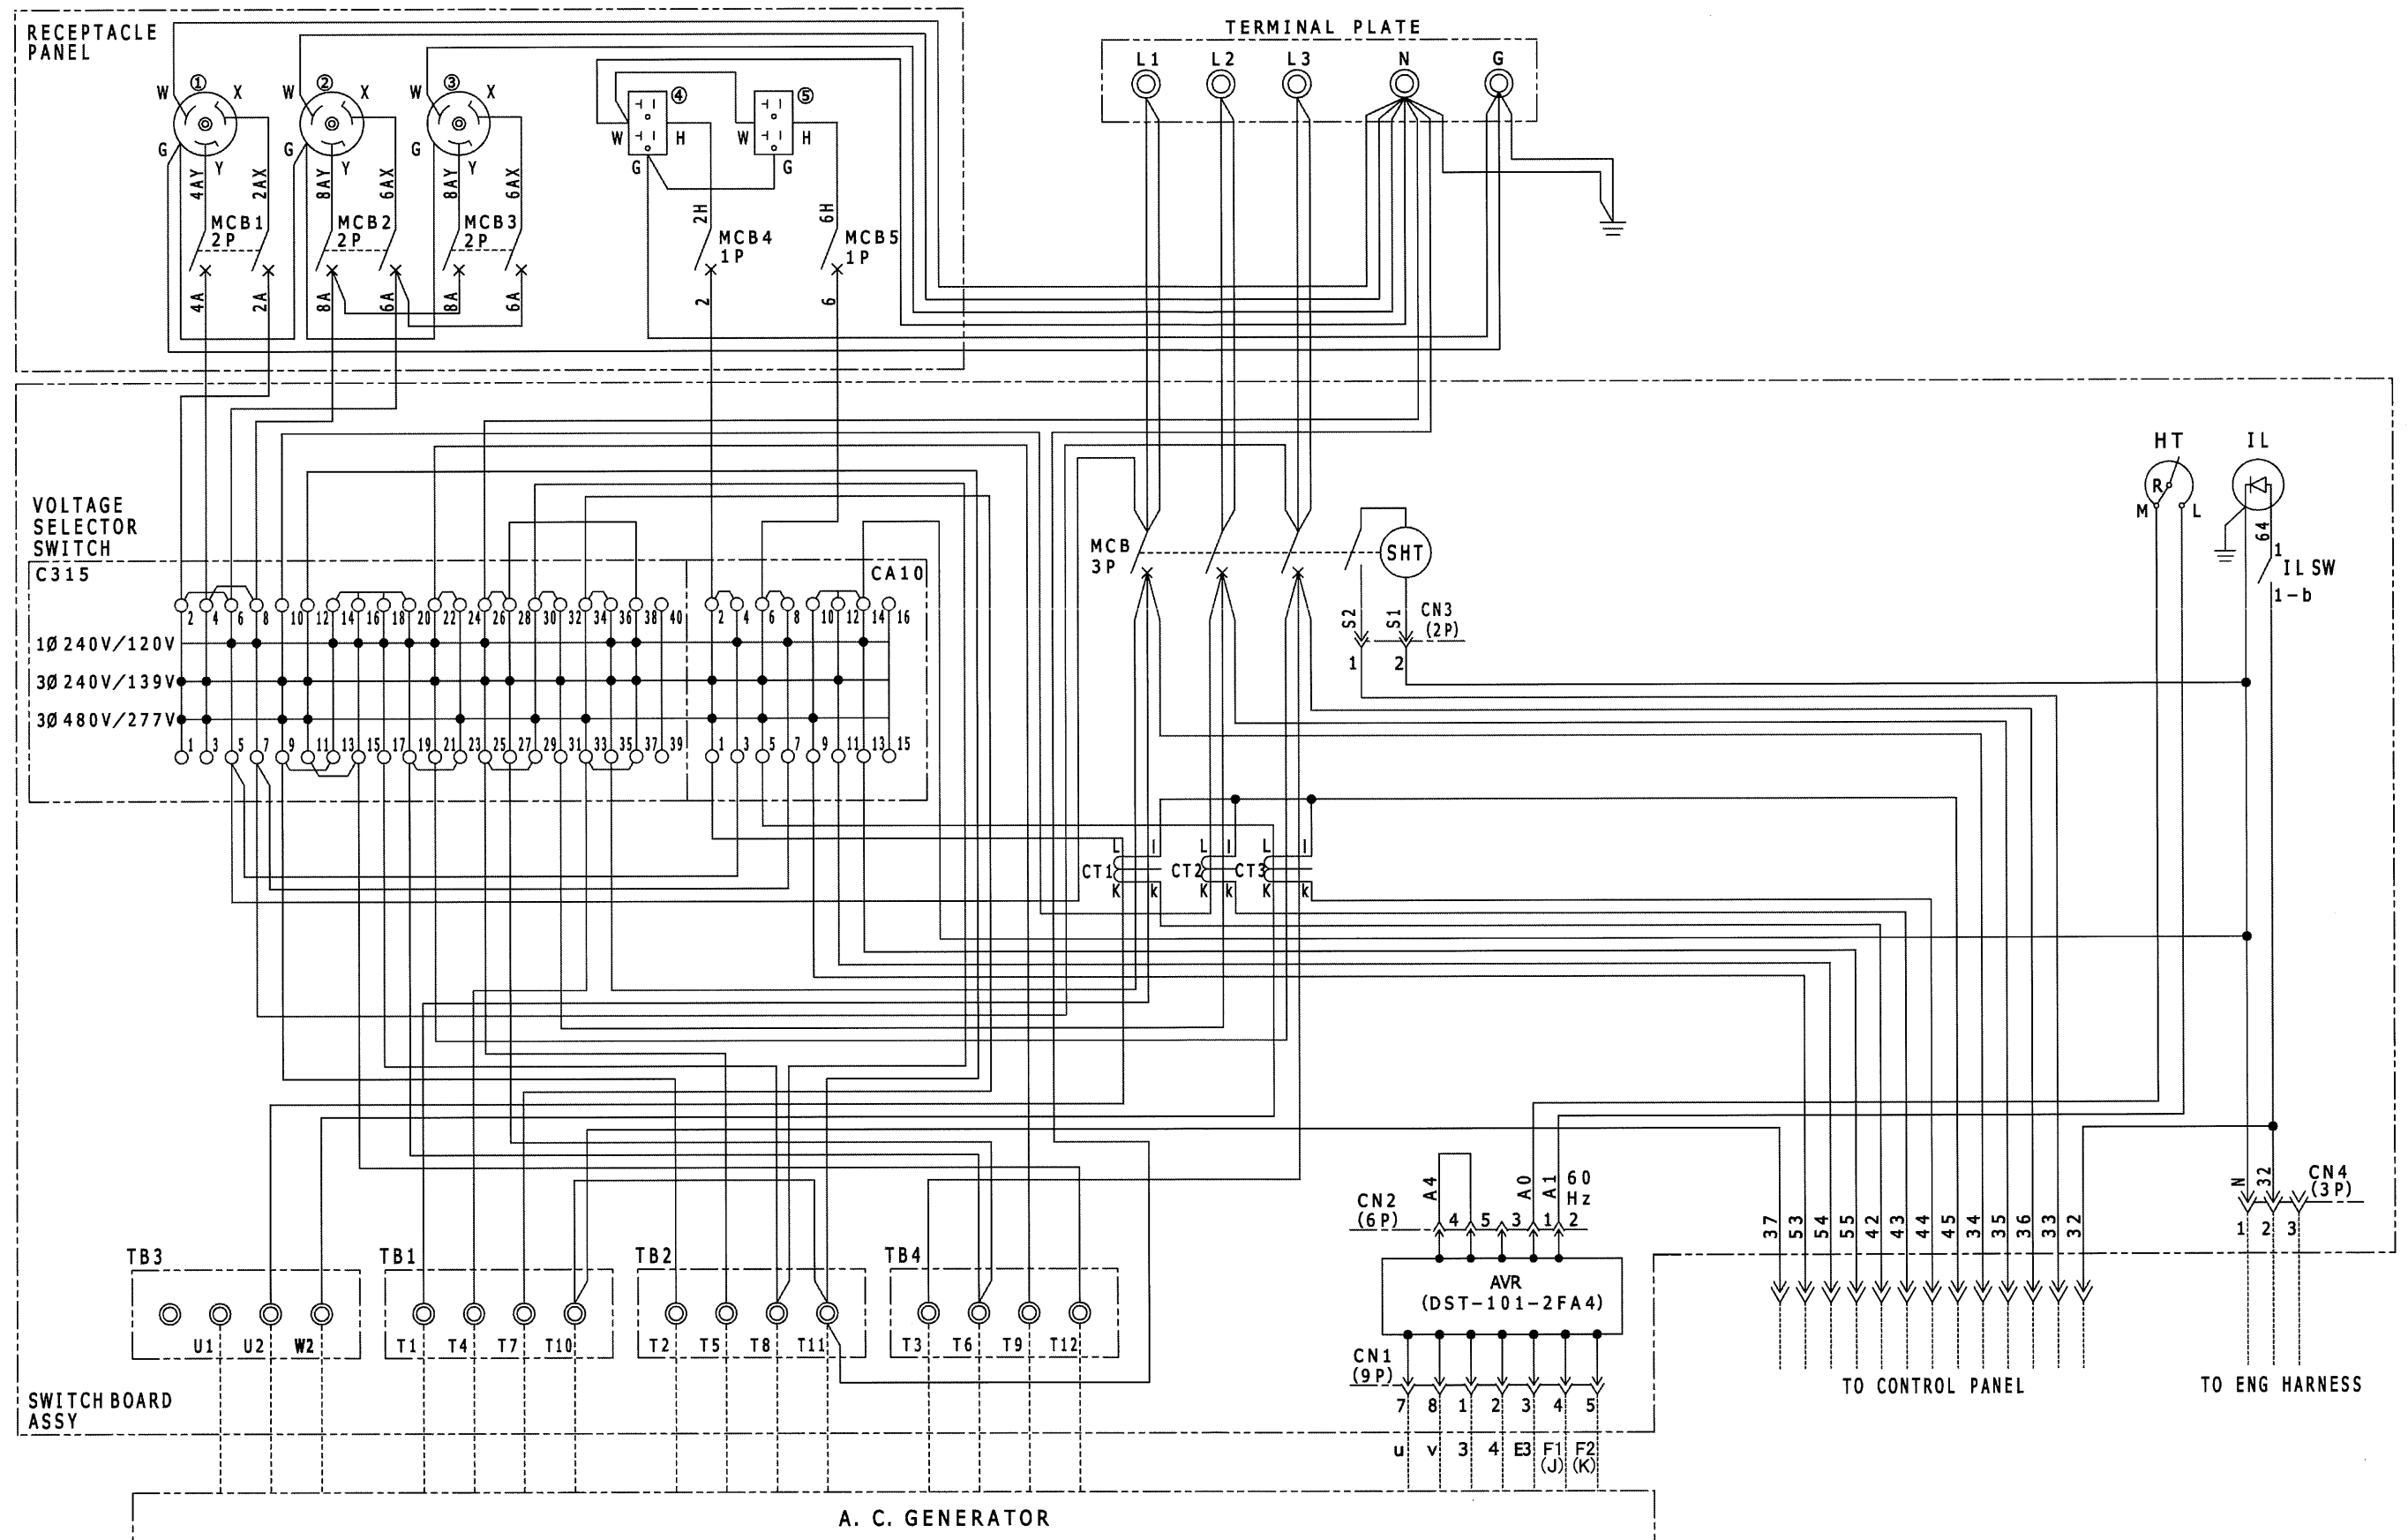 RECEPTACLE
PANEL
TERMINAL PLATE
L1 L2 L3 N G
① ② ③ ④ ⑤
W X W X W X
W H W H
G Y G Y G Y
G G
4AY 2AX 8AY 6AX 8AY 6AX 2H 6H
MCB1
2P
MCB2
2P
MCB3
2P
MCB4
1P
MCB5
1P
4A 2A 8A 6A 8A 6A 2 6
VOLTAGE
SELECTOR
SWITCH
HT IL
R
M L
64
1
IL SW
1-b
MCB
3P
SHT
S2 S1
CN3
(2P)
1 2
C315 CA10
2 4 6 8 10 12 14 16 18 20 22 24 26 28 30 32 34 36 38 40 2 4 6 8 10 12 14 16
1Ø240V/120V
3Ø240V/139V
3Ø480V/277V
1 3 5 7 9 11 13 15 17 19 21 23 25 27 29 31 33 35 37 39 1 3 5 7 9 11 13 15
L l L l L l
CT1 CT2 CT3
K k K k K k
A4 A0 A1 60
Hz
CN2
(6P)
4 5 3 1 2
37 53 54 55 42 43 44 45 34 35 36 33 32
N 32
CN4
(3P)
1 2 3
TB3 TB1 TB2 TB4
AVR
(DST-101-2FA4)
U1 U2 W2 T1 T4 T7 T10 T2 T5 T8 T11 T3 T6 T9 T12
CN1
(9P)
7 8 1 2 3 4 5
TO CONTROL PANEL
TO ENG HARNESS
SWITCH BOARD
ASSY
u v 3 4 E3 F1 F2
(J) (K)
A. C. GENERATOR